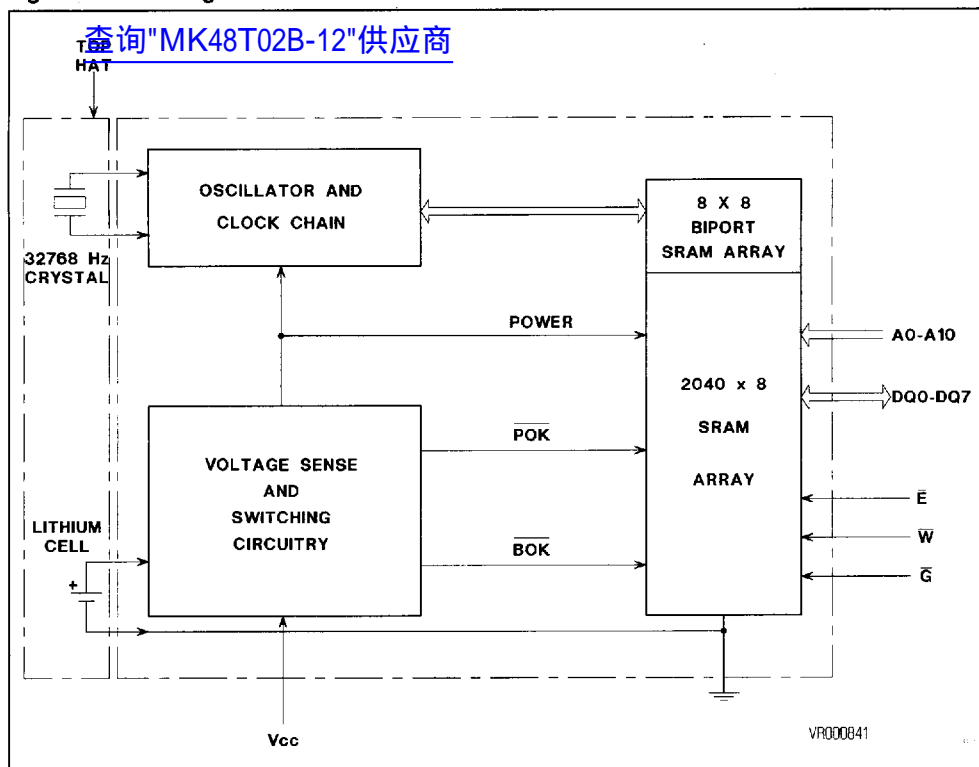 查询"MK48T02B-12"供应商
TOP
HAT
OSCILLATOR AND
CLOCK CHAIN
8 X 8
BIPORT
SRAM ARRAY
32768 Hz
CRYSTAL
POWER
A0-A10
2040 x 8
SRAM
ARRAY
DQ0-DQ7
P̅O̅K̅
VOLTAGE SENSE
AND
SWITCHING
CIRCUITRY
E̅
LITHIUM
CELL
W̅
B̅O̅K̅
G̅
+
Vcc
VR000841